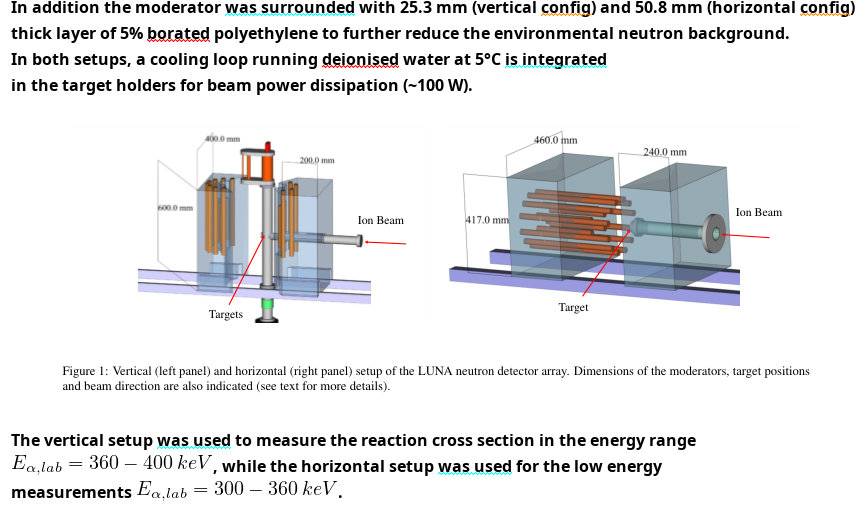 In addition the moderator was surrounded with 25.3 mm (vertical config) and 50.8 mm (horizontal config)
thick layer of 5% borated polyethylene to further reduce the environmental neutron background.
In both setups, a cooling loop running deionised water at 5°C is integrated
in the target holders for beam power dissipation (~100 W).
400.0 mm
200.0 mm
600.0 mm
Ion Beam
Targets
460.0 mm
240.0 mm
417.0 mm
Ion Beam
Target
Figure 1: Vertical (left panel) and horizontal (right panel) setup of the LUNA neutron detector array. Dimensions of the moderators, target positions
and beam direction are also indicated (see text for more details).
The vertical setup was used to measure the reaction cross section in the energy range
Eα,lab = 360 − 400 keV, while the horizontal setup was used for the low energy
measurements Eα,lab = 300 − 360 keV.